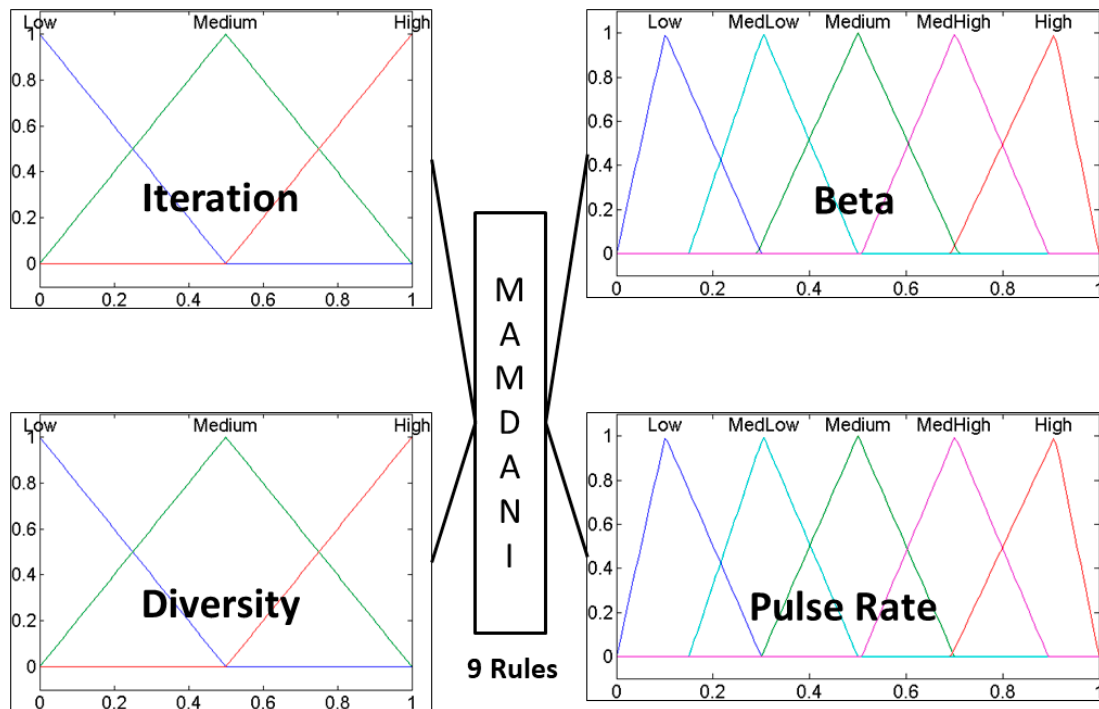 Low Medium High
1
0.8
0.6
0.4
0.2
0
0 0.2 0.4 0.6 0.8 1
Iteration
Low MedLow Medium MedHigh High
1
0.8
0.6
0.4
0.2
0
0 0.2 0.4 0.6 0.8 1
Beta
M
A
M
D
A
N
I
9 Rules
Low Medium High
1
0.8
0.6
0.4
0.2
0
0 0.2 0.4 0.6 0.8 1
Diversity
Low MedLow Medium MedHigh High
1
0.8
0.6
0.4
0.2
0
0 0.2 0.4 0.6 0.8 1
Pulse Rate